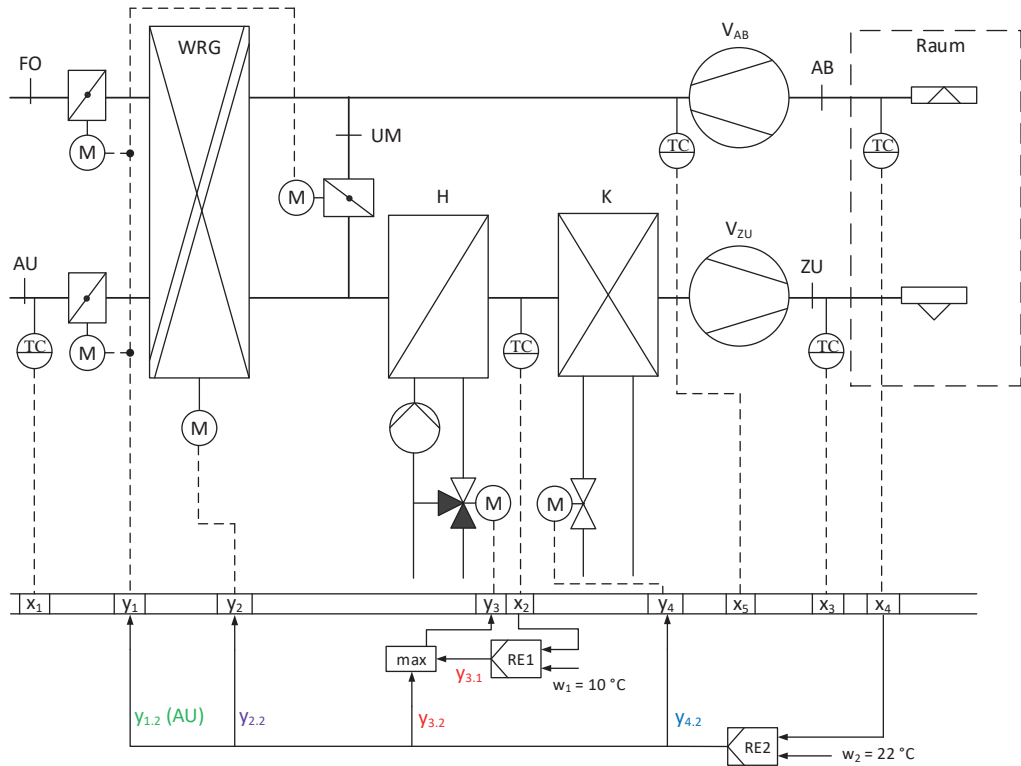 V_AB
WRG
Raum
FO
AB
UM
M
TC
TC
M
H
K
V_ZU
AU
ZU
TC
M
TC
TC
M
M
M
x₁
y₁
y₂
y₃
x₂
y₄
x₅
x₃
x₄
max
y₃.₁
RE1
w₁ = 10 °C
y₁.₂ (AU)
y₂.₂
y₃.₂
y₄.₂
RE2
w₂ = 22 °C